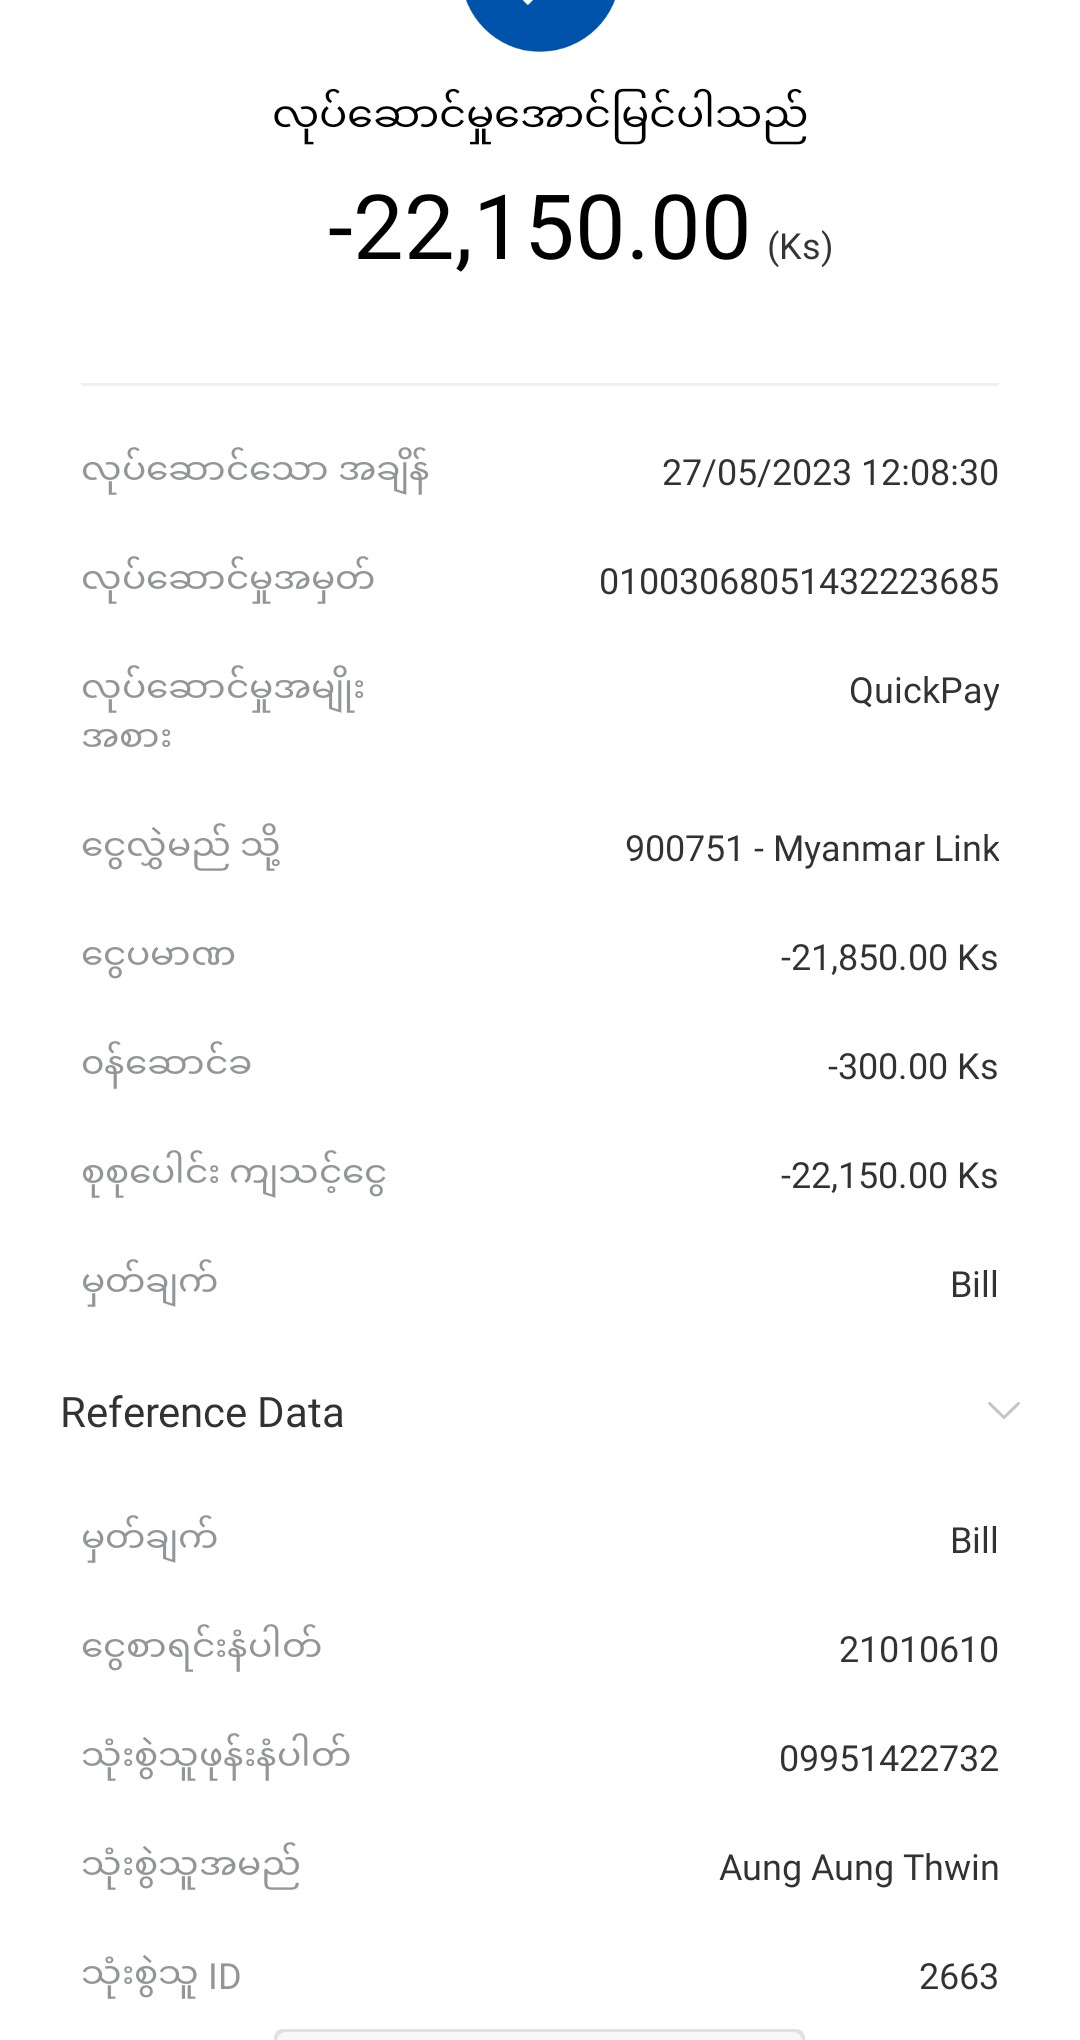 လုပ်ဆောင်မှုအောင်မြင်ပါသည်
-22,150.00 (Ks)
လုပ်ဆောင်သော အချိန် 27/05/2023 12:08:30
လုပ်ဆောင်မှုအမှတ် 01003068051432223685
လုပ်ဆောင်မှုအမျိုး QuickPay
အစား
ငွေလွှဲမည် သို့ 900751 - Myanmar Link
ငွေပမာဏ -21,850.00 Ks
ဝန်ဆောင်ခ -300.00 Ks
စုစုပေါင်း ကျသင့်ငွေ -22,150.00 Ks
မှတ်ချက် Bill
Reference Data
မှတ်ချက် Bill
ငွေစာရင်းနံပါတ် 21010610
သုံးစွဲသူဖုန်းနံပါတ် 09951422732
သုံးစွဲသူအမည် Aung Aung Thwin
သုံးစွဲသူ ID 2663